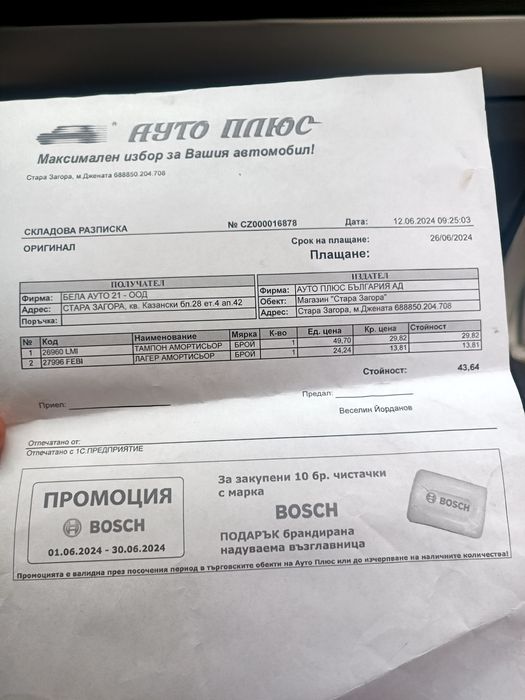 АУТО ПЛЮС
Максимален избор за Вашия автомобил!
Стара Загора, м.Джената 688850.204.708
СКЛАДОВА РАЗПИСКА № CZ000016878 Дата: 12.06.2024 09:25:03
ОРИГИНАЛ Срок на плащане: 26/06/2024
Плащане:
ПОЛУЧАТЕЛ ИЗДАТЕЛ
Фирма: БЕЛА АУТО 21 - ООД Фирма: АУТО ПЛЮС БЪЛГАРИЯ АД
Адрес: СТАРА ЗАГОРА, кв. Казански бл.28 ет.4 ап.42 Обект: Магазин "Стара Загора"
Поръчка: Адрес: Стара Загора, м.Джената 688850.204.708
№ Код Наименование Мярка К-во Ед. цена Кр. цена Стойност
1 26960 LMI ТАМПОН АМОРТИСЬОР БРОЙ 1 49,70 29,82 29,82
2 27996 FEBI ЛАГЕР АМОРТИСЬОР БРОЙ 1 24,24 13,81 13,81
Стойност: 43,64
Приел: Предал:
Веселин Йорданов
Отпечатано от:
Отпечатано с 1С:ПРЕДПРИЯТИЕ
ПРОМОЦИЯ
BOSCH
01.06.2024 - 30.06.2024
За закупени 10 бр. чистачки
с марка
BOSCH
ПОДАРЪК брандирана
надуваема възглавница
BOSCH
Промоцията е валидна през посочения период в търговските обекти на Ауто Плюс или до изчерпване на наличните количества!